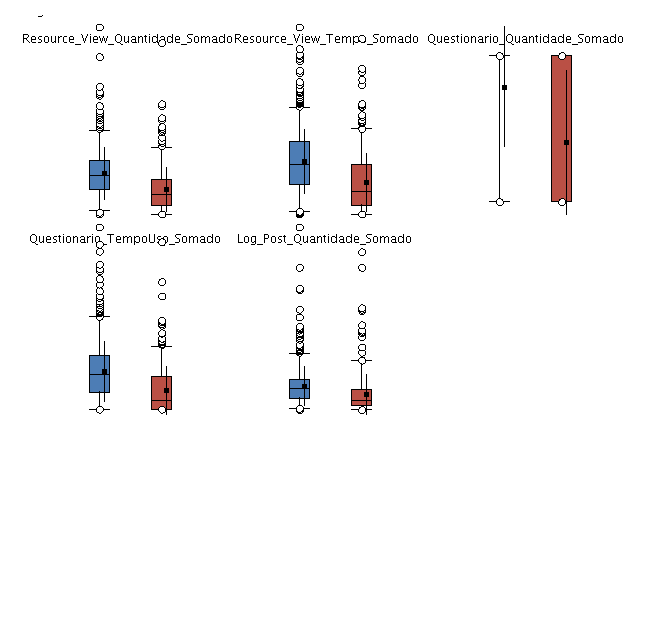 Resource_View_Quantidade_Somado
Resource_View_Tempo_Somado
Questionario_Quantidade_Somado
Questionario_TempoUso_Somado
Log_Post_Quantidade_Somado